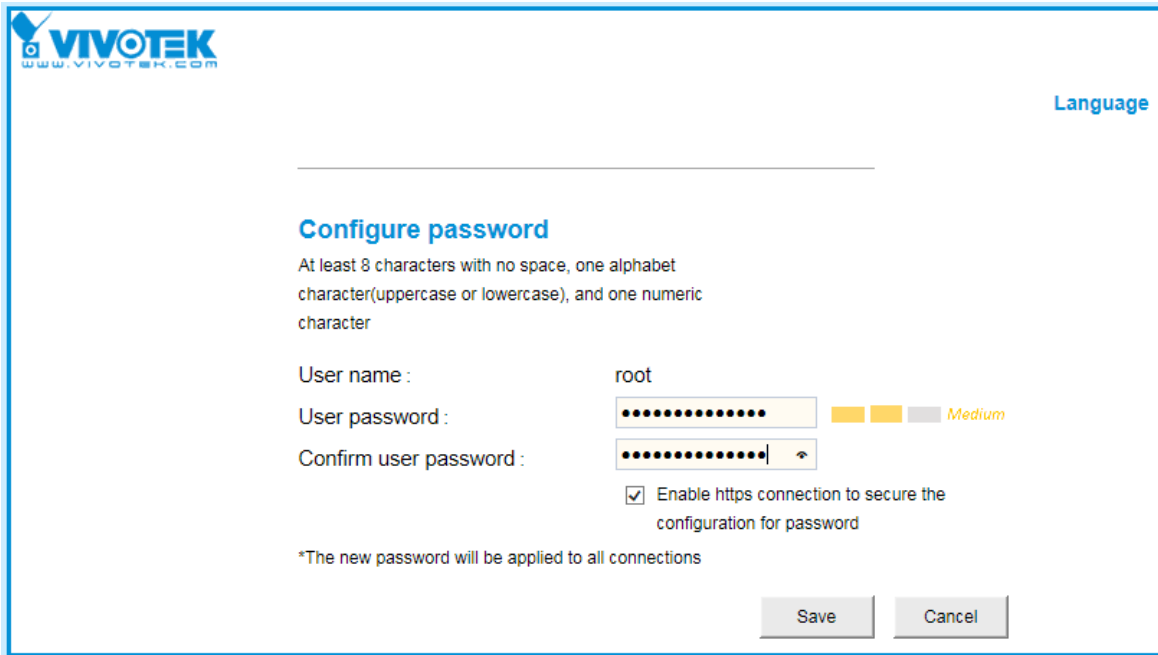 VIVOTEK
www.vivotek.com
Language
Configure password
At least 8 characters with no space, one alphabet
character(uppercase or lowercase), and one numeric
character
User name : root
User password : •••••••••••••• Medium
Confirm user password : ••••••••••••••
Enable https connection to secure the
configuration for password
*The new password will be applied to all connections
Save Cancel